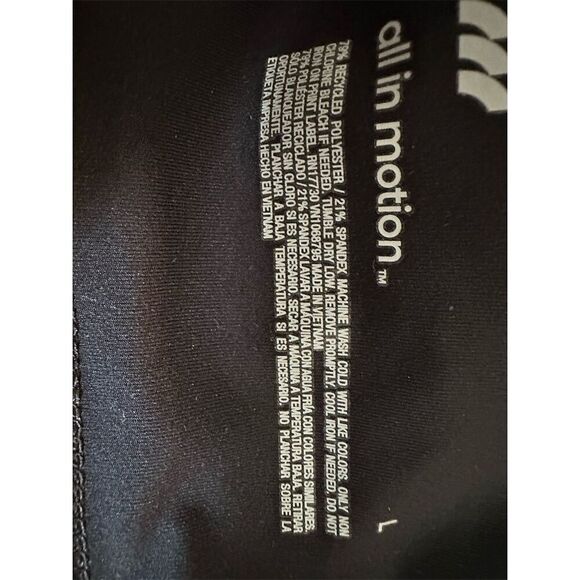 all in motion™
79% RECYCLED POLYESTER / 21% SPANDEX MACHINE WASH COLD WITH LIKE COLORS. ONLY NON
CHLORINE BLEACH IF NEEDED. TUMBLE DRY LOW. REMOVE PROMPTLY. COOL IRON IF NEEDED, DO NOT
IRON ON PRINT LABEL. RN17730 VN1068795 MADE IN VIETNAM
79% POLIÉSTER RECICLADO / 21% SPANDEX LAVAR A MÁQUINA CON AGUA FRÍA CON COLORES SIMILARES.
SOLO BLANQUEADOR SIN CLORO SI ES NECESARIO. SECAR A MÁQUINA A TEMPERATURA BAJA. RETIRAR
OPORTUNAMENTE. PLANCHAR A BAJA TEMPERATURA SI ES NECESARIO, NO PLANCHAR SOBRE LA
ETIQUETA IMPRESA HECHO EN VIETNAM
L